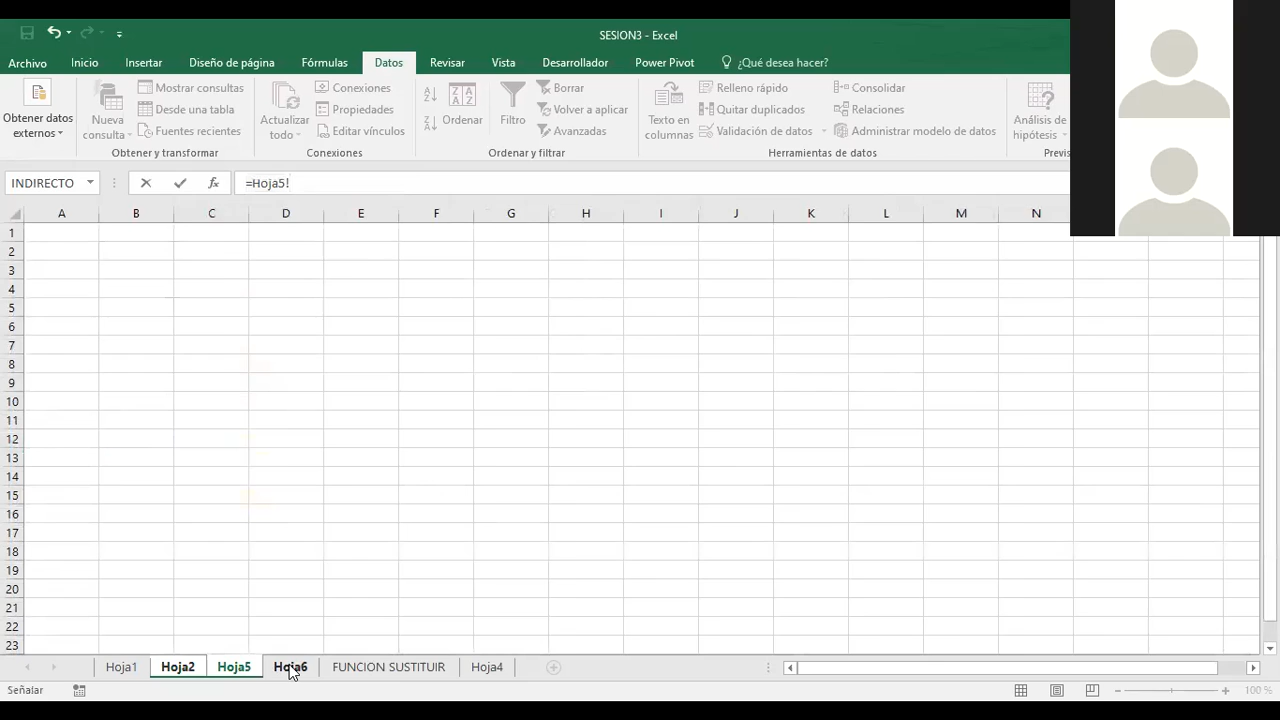 SESION3 - Excel
Archivo Inicio Insertar Diseño de página Fórmulas Datos Revisar Vista Desarrollador Power Pivot ¿Qué desea hacer?
Obtener datos externos
Nueva consulta
Mostrar consultas
Desde una tabla
Fuentes recientes
Obtener y transformar
Actualizar todo
Conexiones
Propiedades
Editar vínculos
Conexiones
Ordenar
Filtro
Borrar
Volver a aplicar
Avanzadas
Ordenar y filtrar
Texto en columnas
Relleno rápido
Quitar duplicados
Validación de datos
Consolidar
Relaciones
Administrar modelo de datos
Herramientas de datos
Análisis de hipótesis
Previs
INDIRECTO =Hoja5!
A B C D E F G H I J K L M N
1
2
3
4
5
6
7
8
9
10
11
12
13
14
15
16
17
18
19
20
21
22
23
Hoja1 Hoja2 Hoja5 Hoja6 FUNCION SUSTITUIR Hoja4
Señalar 100 %